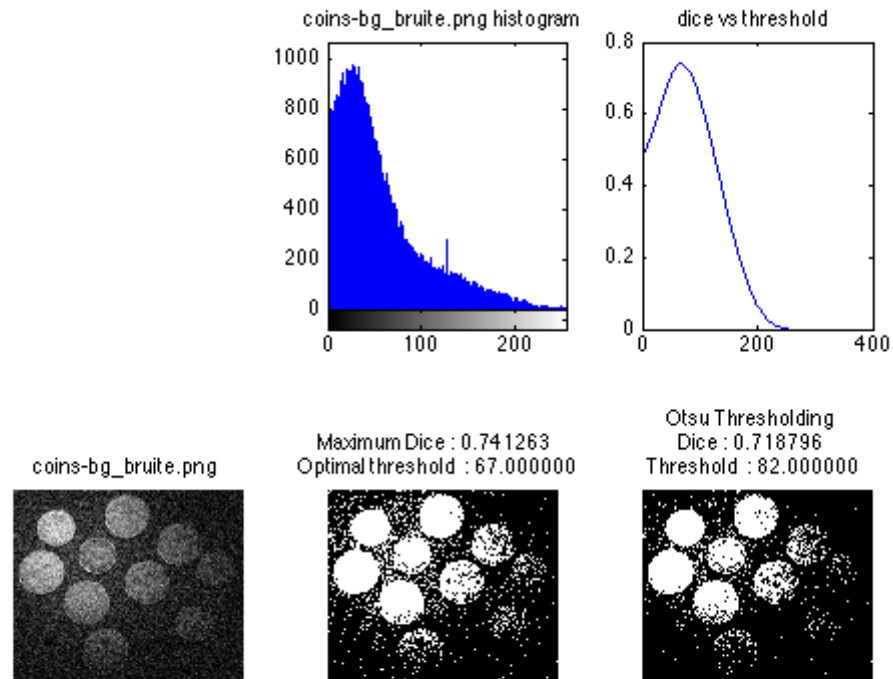 coins-bg_bruite.png histogram
1000
800
600
400
200
0
0 100 200
dice vs threshold
0.8
0.6
0.4
0.2
0
0 200 400
coins-bg_bruite.png
Maximum Dice : 0.741263
Optimal threshold : 67.000000
Otsu Thresholding
Dice : 0.718796
Threshold : 82.000000